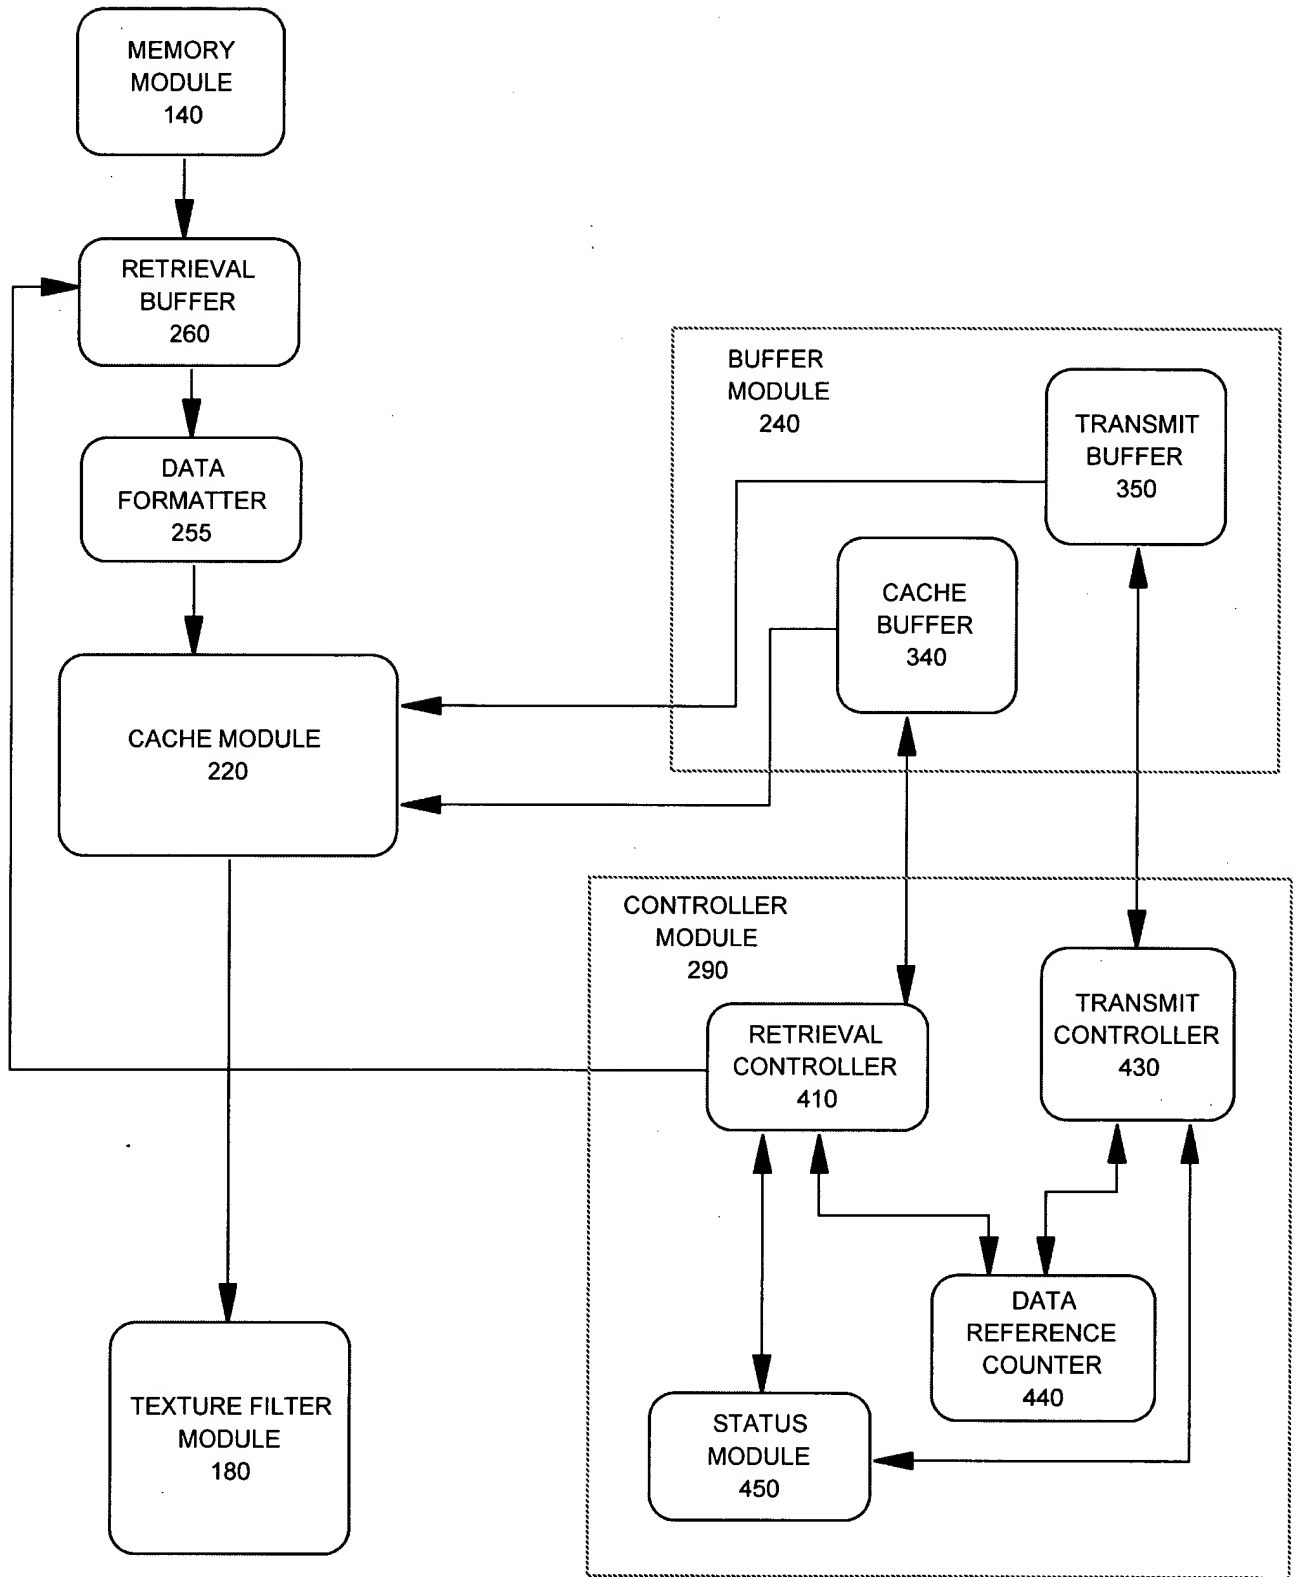 MEMORY
MODULE
140
RETRIEVAL
BUFFER
260
DATA
FORMATTER
255
CACHE MODULE
220
TEXTURE FILTER
MODULE
180
BUFFER
MODULE
240
TRANSMIT
BUFFER
350
CACHE
BUFFER
340
CONTROLLER
MODULE
290
RETRIEVAL
CONTROLLER
410
TRANSMIT
CONTROLLER
430
DATA
REFERENCE
COUNTER
440
STATUS
MODULE
450